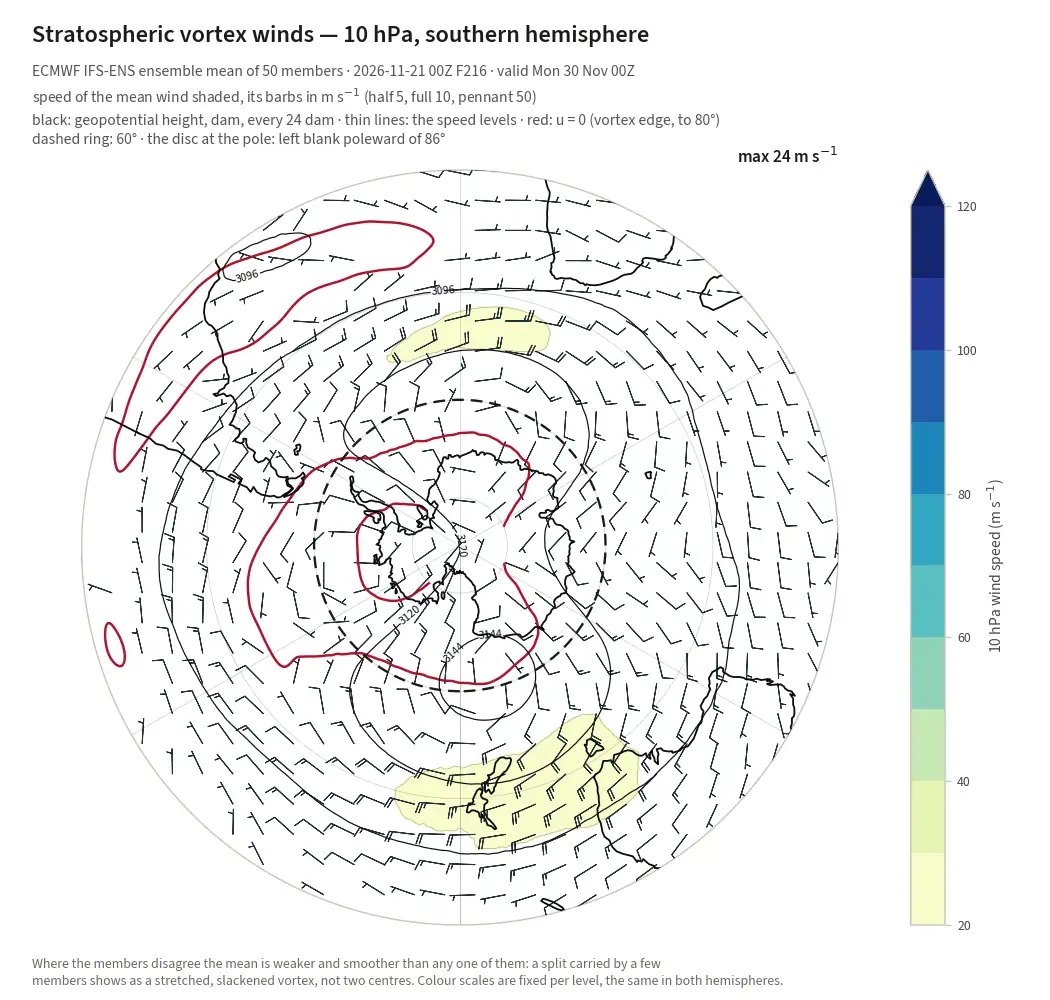 Stratospheric vortex winds — 10 hPa, southern hemisphere
ECMWF IFS-ENS ensemble mean of 50 members · 2026-11-21 00Z F216 · valid Mon 30 Nov 00Z
speed of the mean wind shaded, its barbs in m s⁻¹ (half 5, full 10, pennant 50)
black: geopotential height, dam, every 24 dam · thin lines: the speed levels · red: u = 0 (vortex edge, to 80°)
dashed ring: 60° · the disc at the pole: left blank poleward of 86°
max 24 m s⁻¹
3096
3096
3120
3120
3144
3144
120
100
80
60
40
20
10 hPa wind speed (m s⁻¹)
Where the members disagree the mean is weaker and smoother than any one of them: a split carried by a few
members shows as a stretched, slackened vortex, not two centres. Colour scales are fixed per level, the same in both hemispheres.